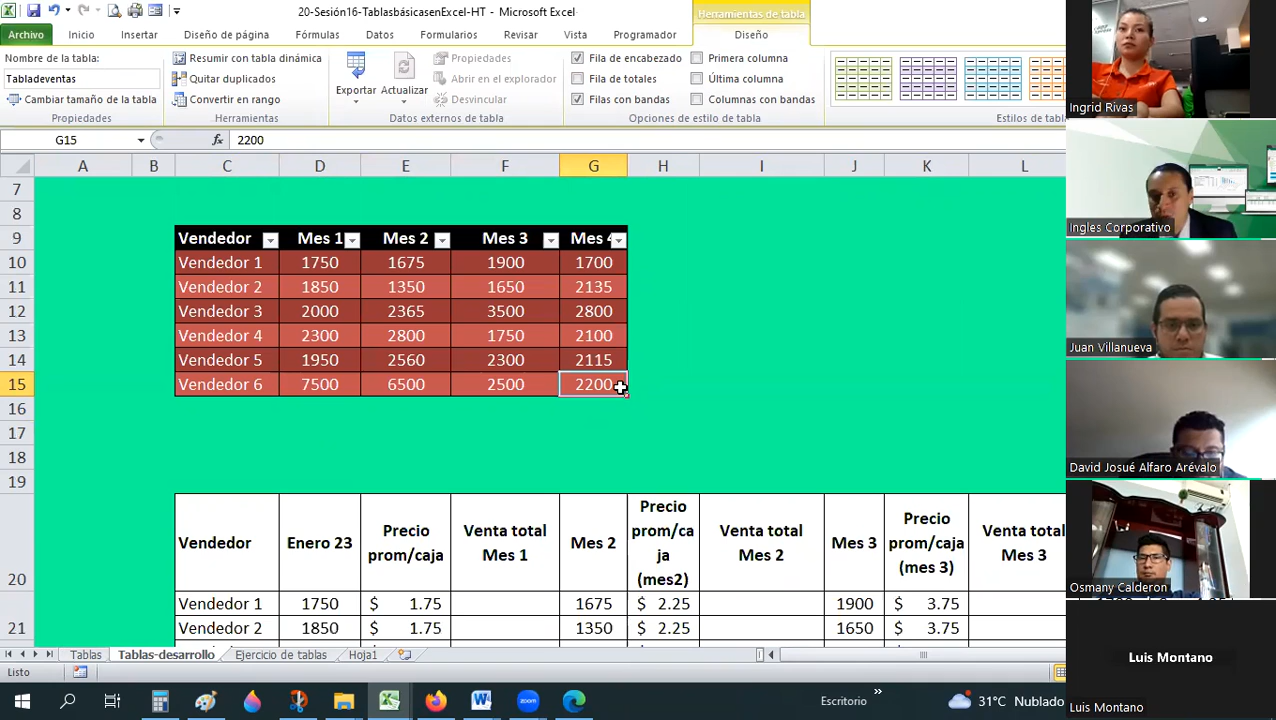 20-Sesión16-TablasbásicasenExcel-HT - Microsoft Excel
Herramientas de tabla
Archivo Inicio Insertar Diseño de página Fórmulas Datos Formularios Revisar Vista Programador Diseño
Nombre de la tabla:
Tabladeventas
Cambiar tamaño de la tabla
Propiedades
Resumir con tabla dinámica
Quitar duplicados
Convertir en rango
Herramientas
Exportar Actualizar
Propiedades
Abrir en el explorador
Desvincular
Datos externos de tabla
Fila de encabezado
Fila de totales
Filas con bandas
Primera columna
Última columna
Columnas con bandas
Opciones de estilo de tabla
Estilos de tabl
G15 fx 2200
A B C D E F G H I J K L
7
8
9 Vendedor Mes 1 Mes 2 Mes 3 Mes 4
10 Vendedor 1 1750 1675 1900 1700
11 Vendedor 2 1850 1350 1650 2135
12 Vendedor 3 2000 2365 3500 2800
13 Vendedor 4 2300 2800 1750 2100
14 Vendedor 5 1950 2560 2300 2115
15 Vendedor 6 7500 6500 2500 2200
16
17
18
19
20 Vendedor Enero 23 Precio prom/caja Venta total Mes 1 Mes 2 Precio prom/ca ja (mes2) Venta total Mes 2 Mes 3 Precio prom/caja (mes 3) Venta total Mes 3
Vendedor 1 1750 $ 1.75 1675 $ 2.25 1900 $ 3.75
21 Vendedor 2 1850 $ 1.75 1350 $ 2.25 1650 $ 3.75
Tablas Tablas-desarrollo Ejercicio de tablas Hoja1
Listo
zoom
Escritorio » 31°C Nublado
Ingrid Rivas
Ingles Corporativo
Juan Villanueva
David Josué Alfaro Arévalo
Osmany Calderon
Luis Montano
Luis Montano